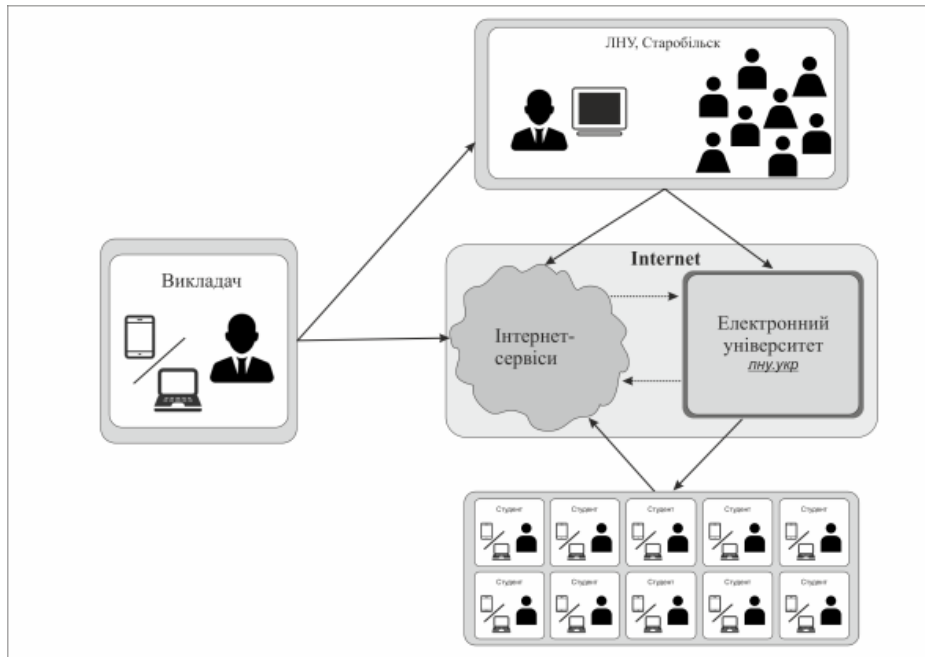 ЛНУ, Старобільск
Викладач
Internet
Інтернет-
сервіси
Електронний
університет
лну.укр
Студент
Студент
Студент
Студент
Студент
Студент
Студент
Студент
Студент
Студент